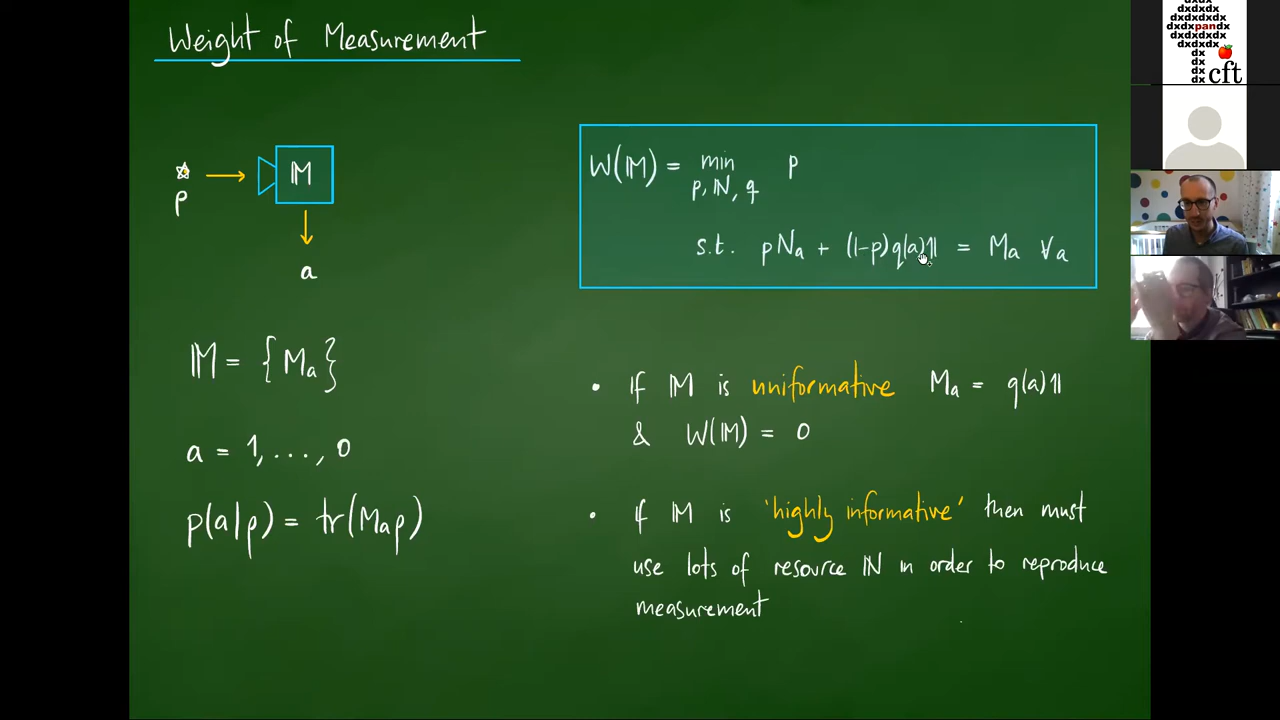 Weight of Measurement
ρ
𝕄
a
𝕄 = { Mₐ }
a = 1, ..., o
p(a|ρ) = tr(Mₐρ)
W(𝕄) = min p
p, ℕ, q
s.t. pNₐ + (1-p)q(a)𝟙 = Mₐ ∀a
• If 𝕄 is uniformative Mₐ = q(a)𝟙
& W(𝕄) = 0
• If 𝕄 is 'highly informative' then must
use lots of resource ℕ in order to reproduce
measurement
dxdxdx
dxdxdxdx
dxdxpandx
dxdxdxdx
dxdxdx
dx
dx
dx
dx
cft